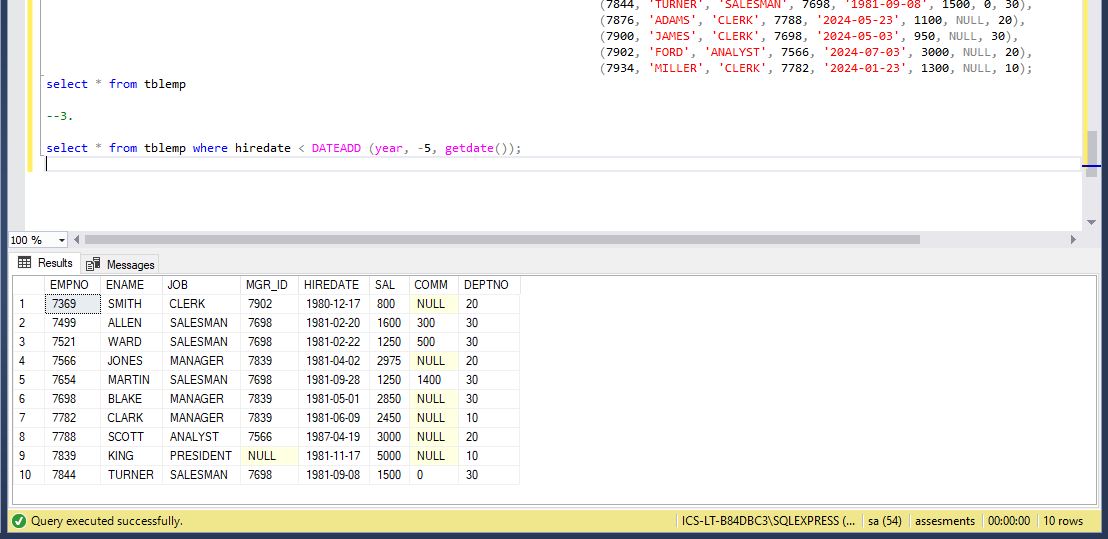 (7844, 'TURNER', 'SALESMAN', 7698, '1981-09-08', 1500, 0, 30),
(7876, 'ADAMS', 'CLERK', 7788, '2024-05-23', 1100, NULL, 20),
(7900, 'JAMES', 'CLERK', 7698, '2024-05-03', 950, NULL, 30),
(7902, 'FORD', 'ANALYST', 7566, '2024-07-03', 3000, NULL, 20),
(7934, 'MILLER', 'CLERK', 7782, '2024-01-23', 1300, NULL, 10);
select * from tblemp
--3.
select * from tblemp where hiredate < DATEADD (year, -5, getdate());
100 %
Results Messages
EMPNO ENAME JOB MGR_ID HIREDATE SAL COMM DEPTNO
1 7369 SMITH CLERK 7902 1980-12-17 800 NULL 20
2 7499 ALLEN SALESMAN 7698 1981-02-20 1600 300 30
3 7521 WARD SALESMAN 7698 1981-02-22 1250 500 30
4 7566 JONES MANAGER 7839 1981-04-02 2975 NULL 20
5 7654 MARTIN SALESMAN 7698 1981-09-28 1250 1400 30
6 7698 BLAKE MANAGER 7839 1981-05-01 2850 NULL 30
7 7782 CLARK MANAGER 7839 1981-06-09 2450 NULL 10
8 7788 SCOTT ANALYST 7566 1987-04-19 3000 NULL 20
9 7839 KING PRESIDENT NULL 1981-11-17 5000 NULL 10
10 7844 TURNER SALESMAN 7698 1981-09-08 1500 0 30
Query executed successfully. ICS-LT-B84DBC3\SQLEXPRESS (... sa (54) assesments 00:00:00 10 rows